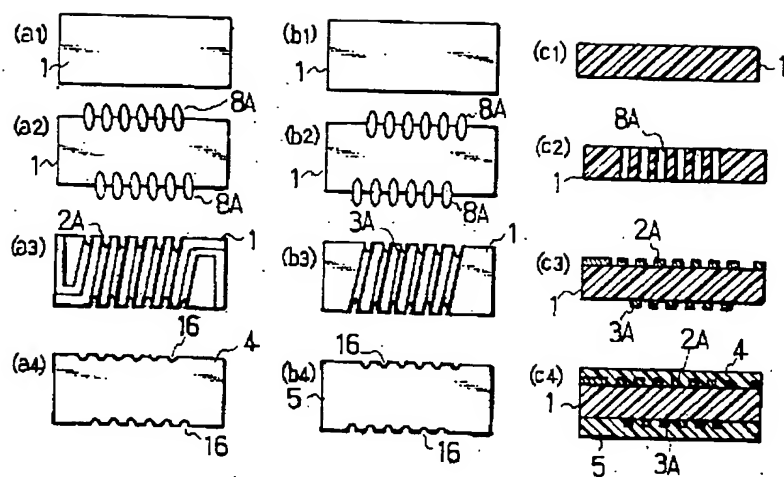 (a1)
1
(b1)
1
(c1)
1
(a2)
8A
1
8A
(b2)
8A
1
8A
(c2)
8A
1
(a3)
2A
1
16
(b3)
3A
1
(c3)
2A
1
3A
(a4)
16
4
16
(b4)
16
5
16
(c4)
2A
4
1
5
3A